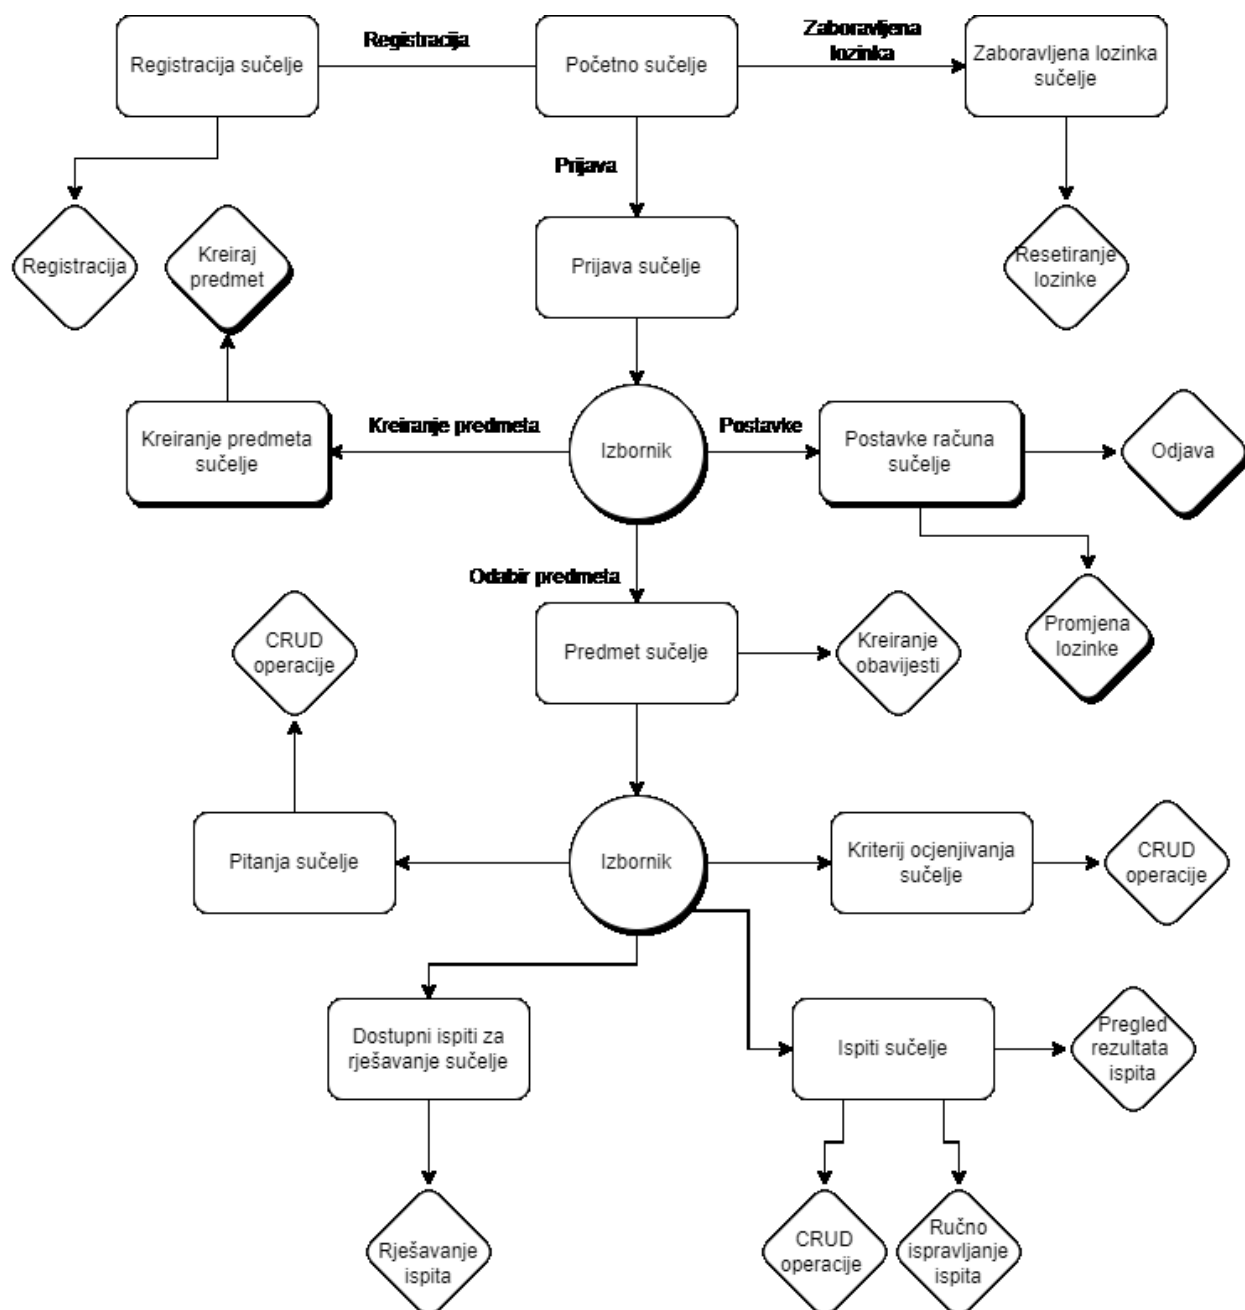 Registracija sučelje
Registracija
Početno sučelje
Zaboravljena
lozinka
Zaboravljena lozinka
sučelje
Prijava
Registracija
Kreiraj
predmet
Prijava sučelje
Resetiranje
lozinke
Kreiranje predmeta
sučelje
Kreiranje predmeta
Izbornik
Postavke
Postavke računa
sučelje
Odjava
Odabir predmeta
CRUD
operacije
Predmet sučelje
Kreiranje
obavijesti
Promjena
lozinke
Pitanja sučelje
Izbornik
Kriterij ocjenjivanja
sučelje
CRUD
operacije
Dostupni ispiti za
rješavanje sučelje
Ispiti sučelje
Pregled
rezultata
ispita
Rješavanje
ispita
CRUD
operacije
Ručno
ispravljanje
ispita